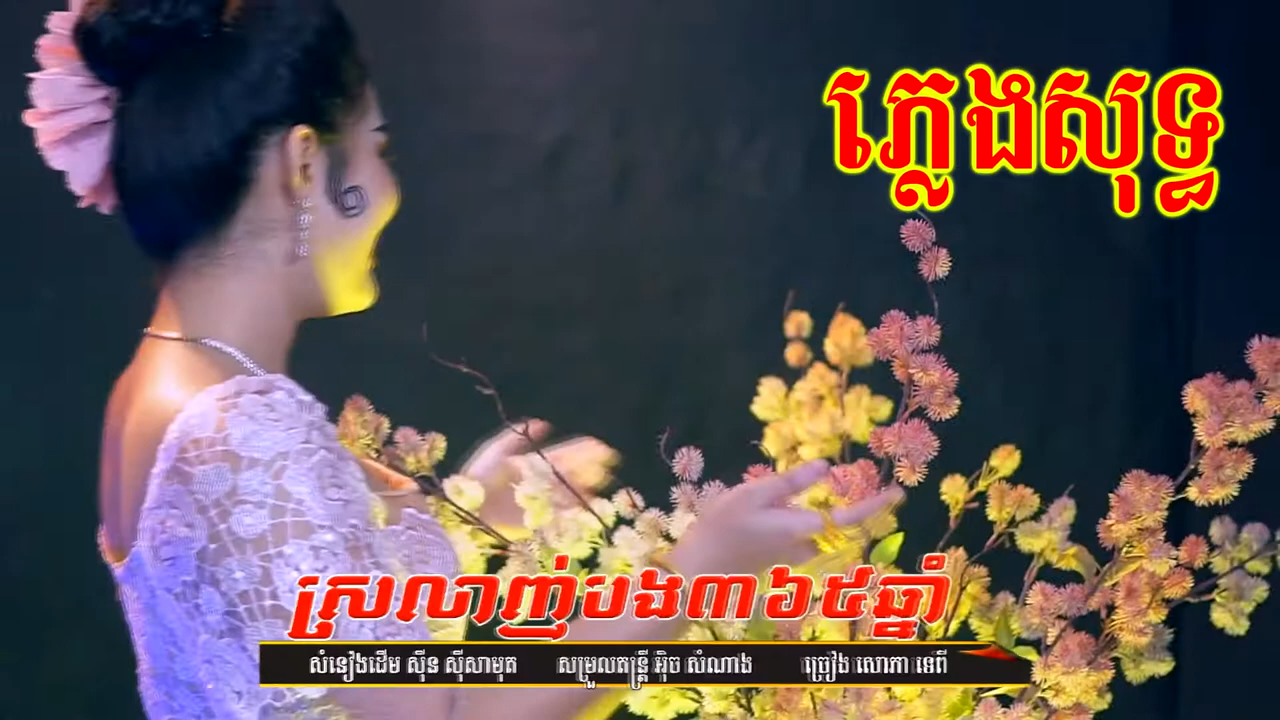 ភ្លេងសុទ្ធ
ស្រលាញ់បង៣៦៥ឆ្នាំ
សំនៀងដើម ស៊ីន ស៊ីសាមុត សម្រួលតន្រ្តី អ៊ិច សំណាង ច្រៀង សោភា ទេពី